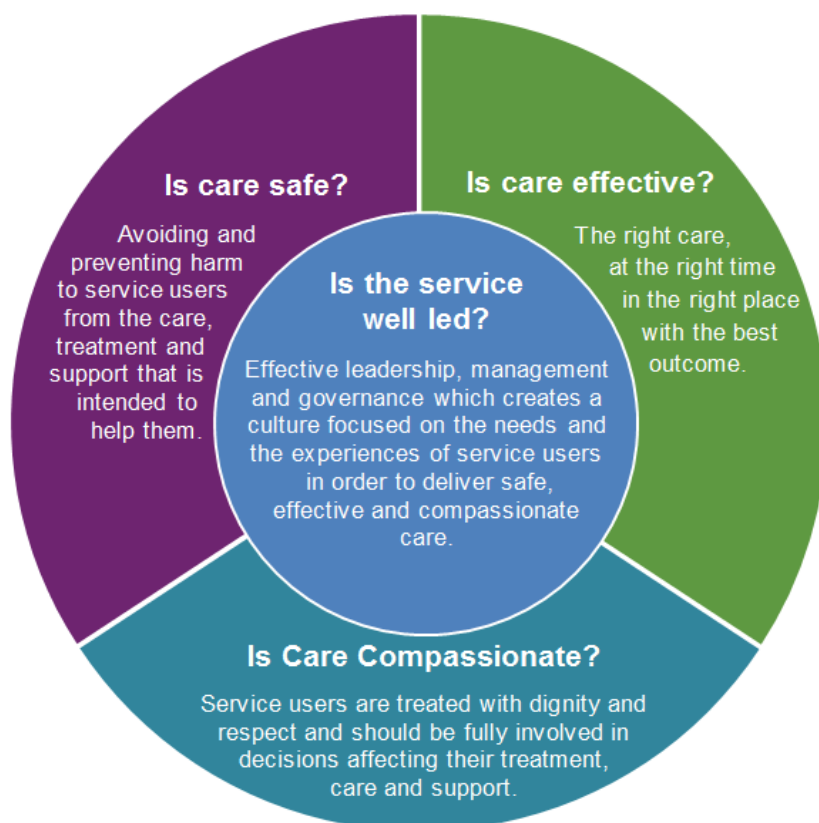 Is care safe?
Avoiding and
preventing harm
to service users
from the care,
treatment and
support that is
intended to
help them.
Is care effective?
The right care,
at the right time
in the right place
with the best
outcome.
Is the service
well led?
Effective leadership, management
and governance which creates a
culture focused on the needs and
the experiences of service users
in order to deliver safe,
effective and compassionate
care.
Is Care Compassionate?
Service users are treated with dignity and
respect and should be fully involved in
decisions affecting their treatment,
care and support.